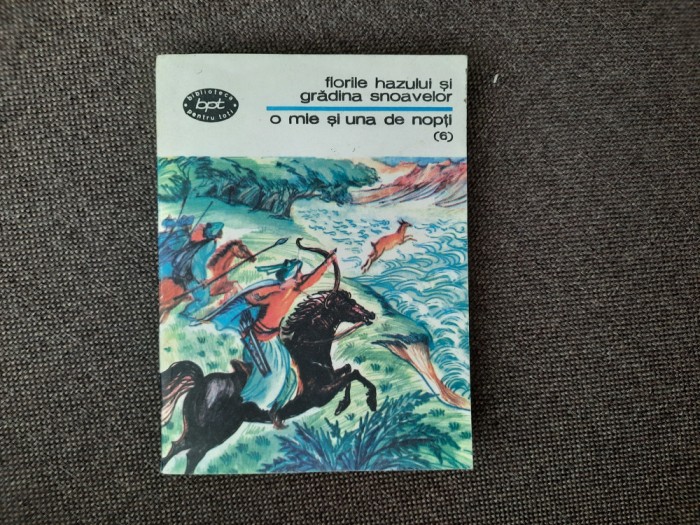 biblioteca
bpt
pentru toți
florile hazului și
grădina snoavelor
o mie și una de nopți
(6)